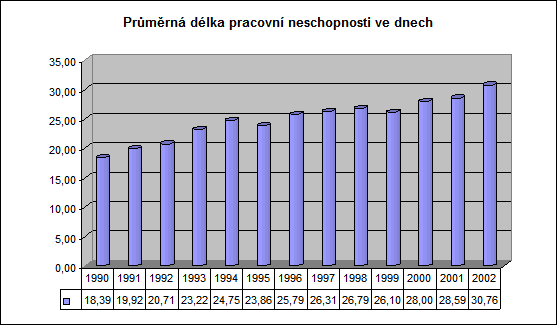 Průměrná délka pracovní neschopnosti ve dnech
35,00
30,00
25,00
20,00
15,00
10,00
5,00
0,00
1990 1991 1992 1993 1994 1995 1996 1997 1998 1999 2000 2001 2002
18,39 19,92 20,71 23,22 24,75 23,86 25,79 26,31 26,79 26,10 28,00 28,59 30,76